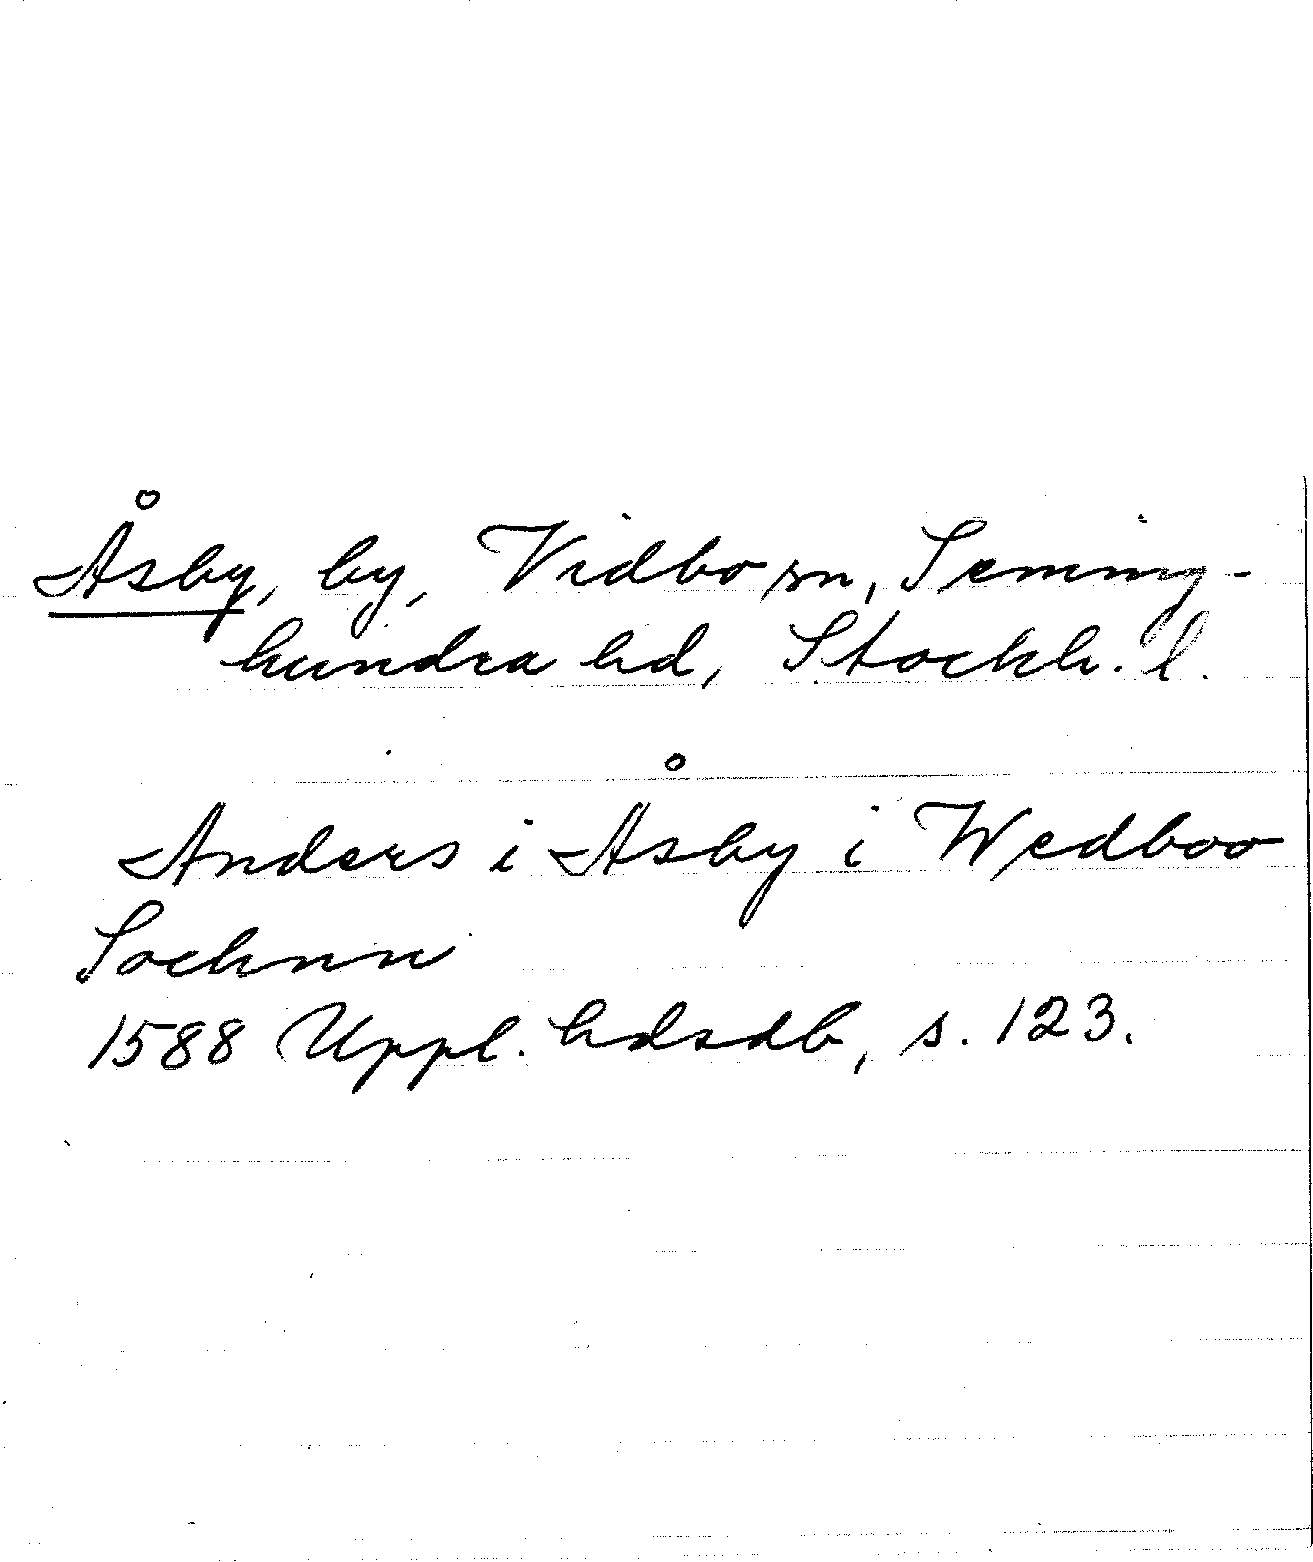 Åsby, by, Vidbo sn, Seming-
hundra hd, Stockh. l.
Anders i Åsby i Wedboo
Sochnn
1588 Uppl. hdsdb, s. 123.